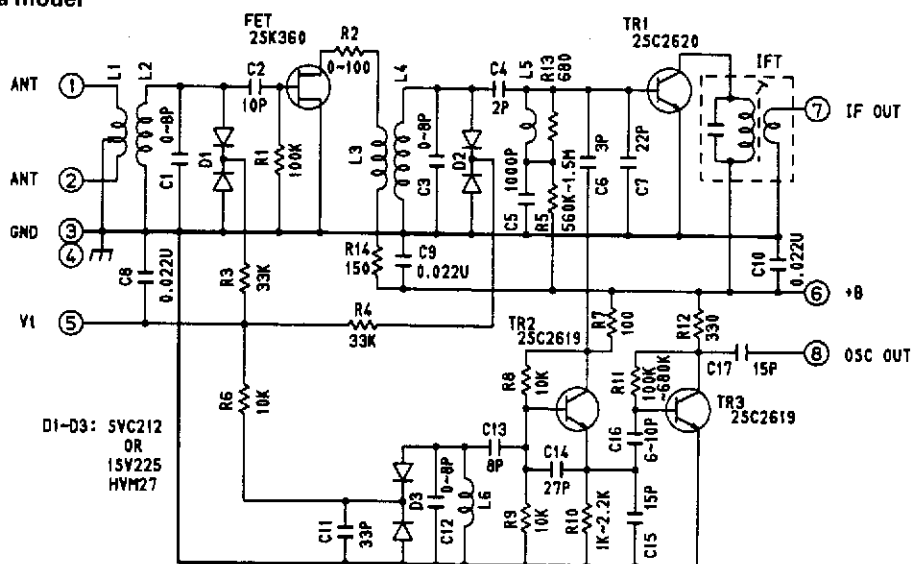 a model
FET
2SK360
R2
0~100
L1
L2
ANT
1
0~8P
C1
C2
10P
D1
R1
100K
L3
L4
0~8P
C3
D2
C4
2P
L5
R13
680
1000P
C5
R5
560K~1.5M
3P
C6
22P
C7
TR1
2SC2620
IFT
7
IF OUT
ANT
2
GND
3
4
C8
0.022U
R3
33K
R14
150
C9
0.022U
C10
0.022U
6
+B
Vt
5
R4
33K
TR2
2SC2619
R7
100
R12
330
C17
15P
8
OSC OUT
R6
10K
R8
10K
R11
100K
~680K
TR3
2SC2619
D1~D3: SVC212
OR
1SV225
HVM27
C13
8P
C14
27P
C16
6~10P
D3
0~8P
C12
L6
C11
33P
R9
10K
R10
1K~2.2K
15P
C15